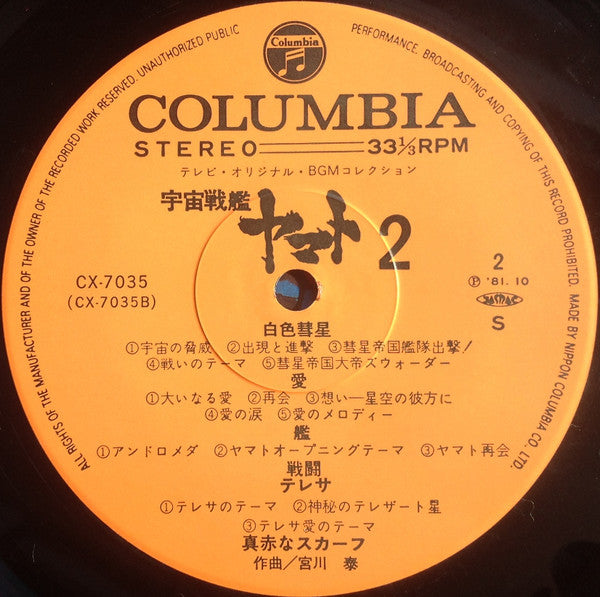 ALL RIGHTS OF THE MANUFACTURER AND OF THE OWNER OF THE RECORDED WORK RESERVED. UNAUTHORIZED PUBLIC PERFORMANCE, BROADCASTING AND COPYING OF THIS RECORD PROHIBITED. MADE BY NIPPON COLUMBIA CO. LTD.
Columbia
COLUMBIA
STEREO 33 1/3 RPM
テレビ・オリジナル・BGMコレクション
宇宙戦艦 ヤマト 2
CX-7035
(CX-7035B)
2
Ⓟ '81. 10
JASRAC
S
白色彗星
①宇宙の脅威 ②出現と進撃 ③彗星帝国艦隊出撃!
④戦いのテーマ ⑤彗星帝国大帝ズウォーダー
愛
①大いなる愛 ②再会 ③想い—星空の彼方に
④愛の涙 ⑤愛のメロディー
艦
①アンドロメダ ②ヤマトオープニングテーマ ③ヤマト再会
戦闘
テレサ
①テレサのテーマ ②神秘のテレザート星
③テレサ愛のテーマ
真赤なスカーフ
作曲/宮川 泰